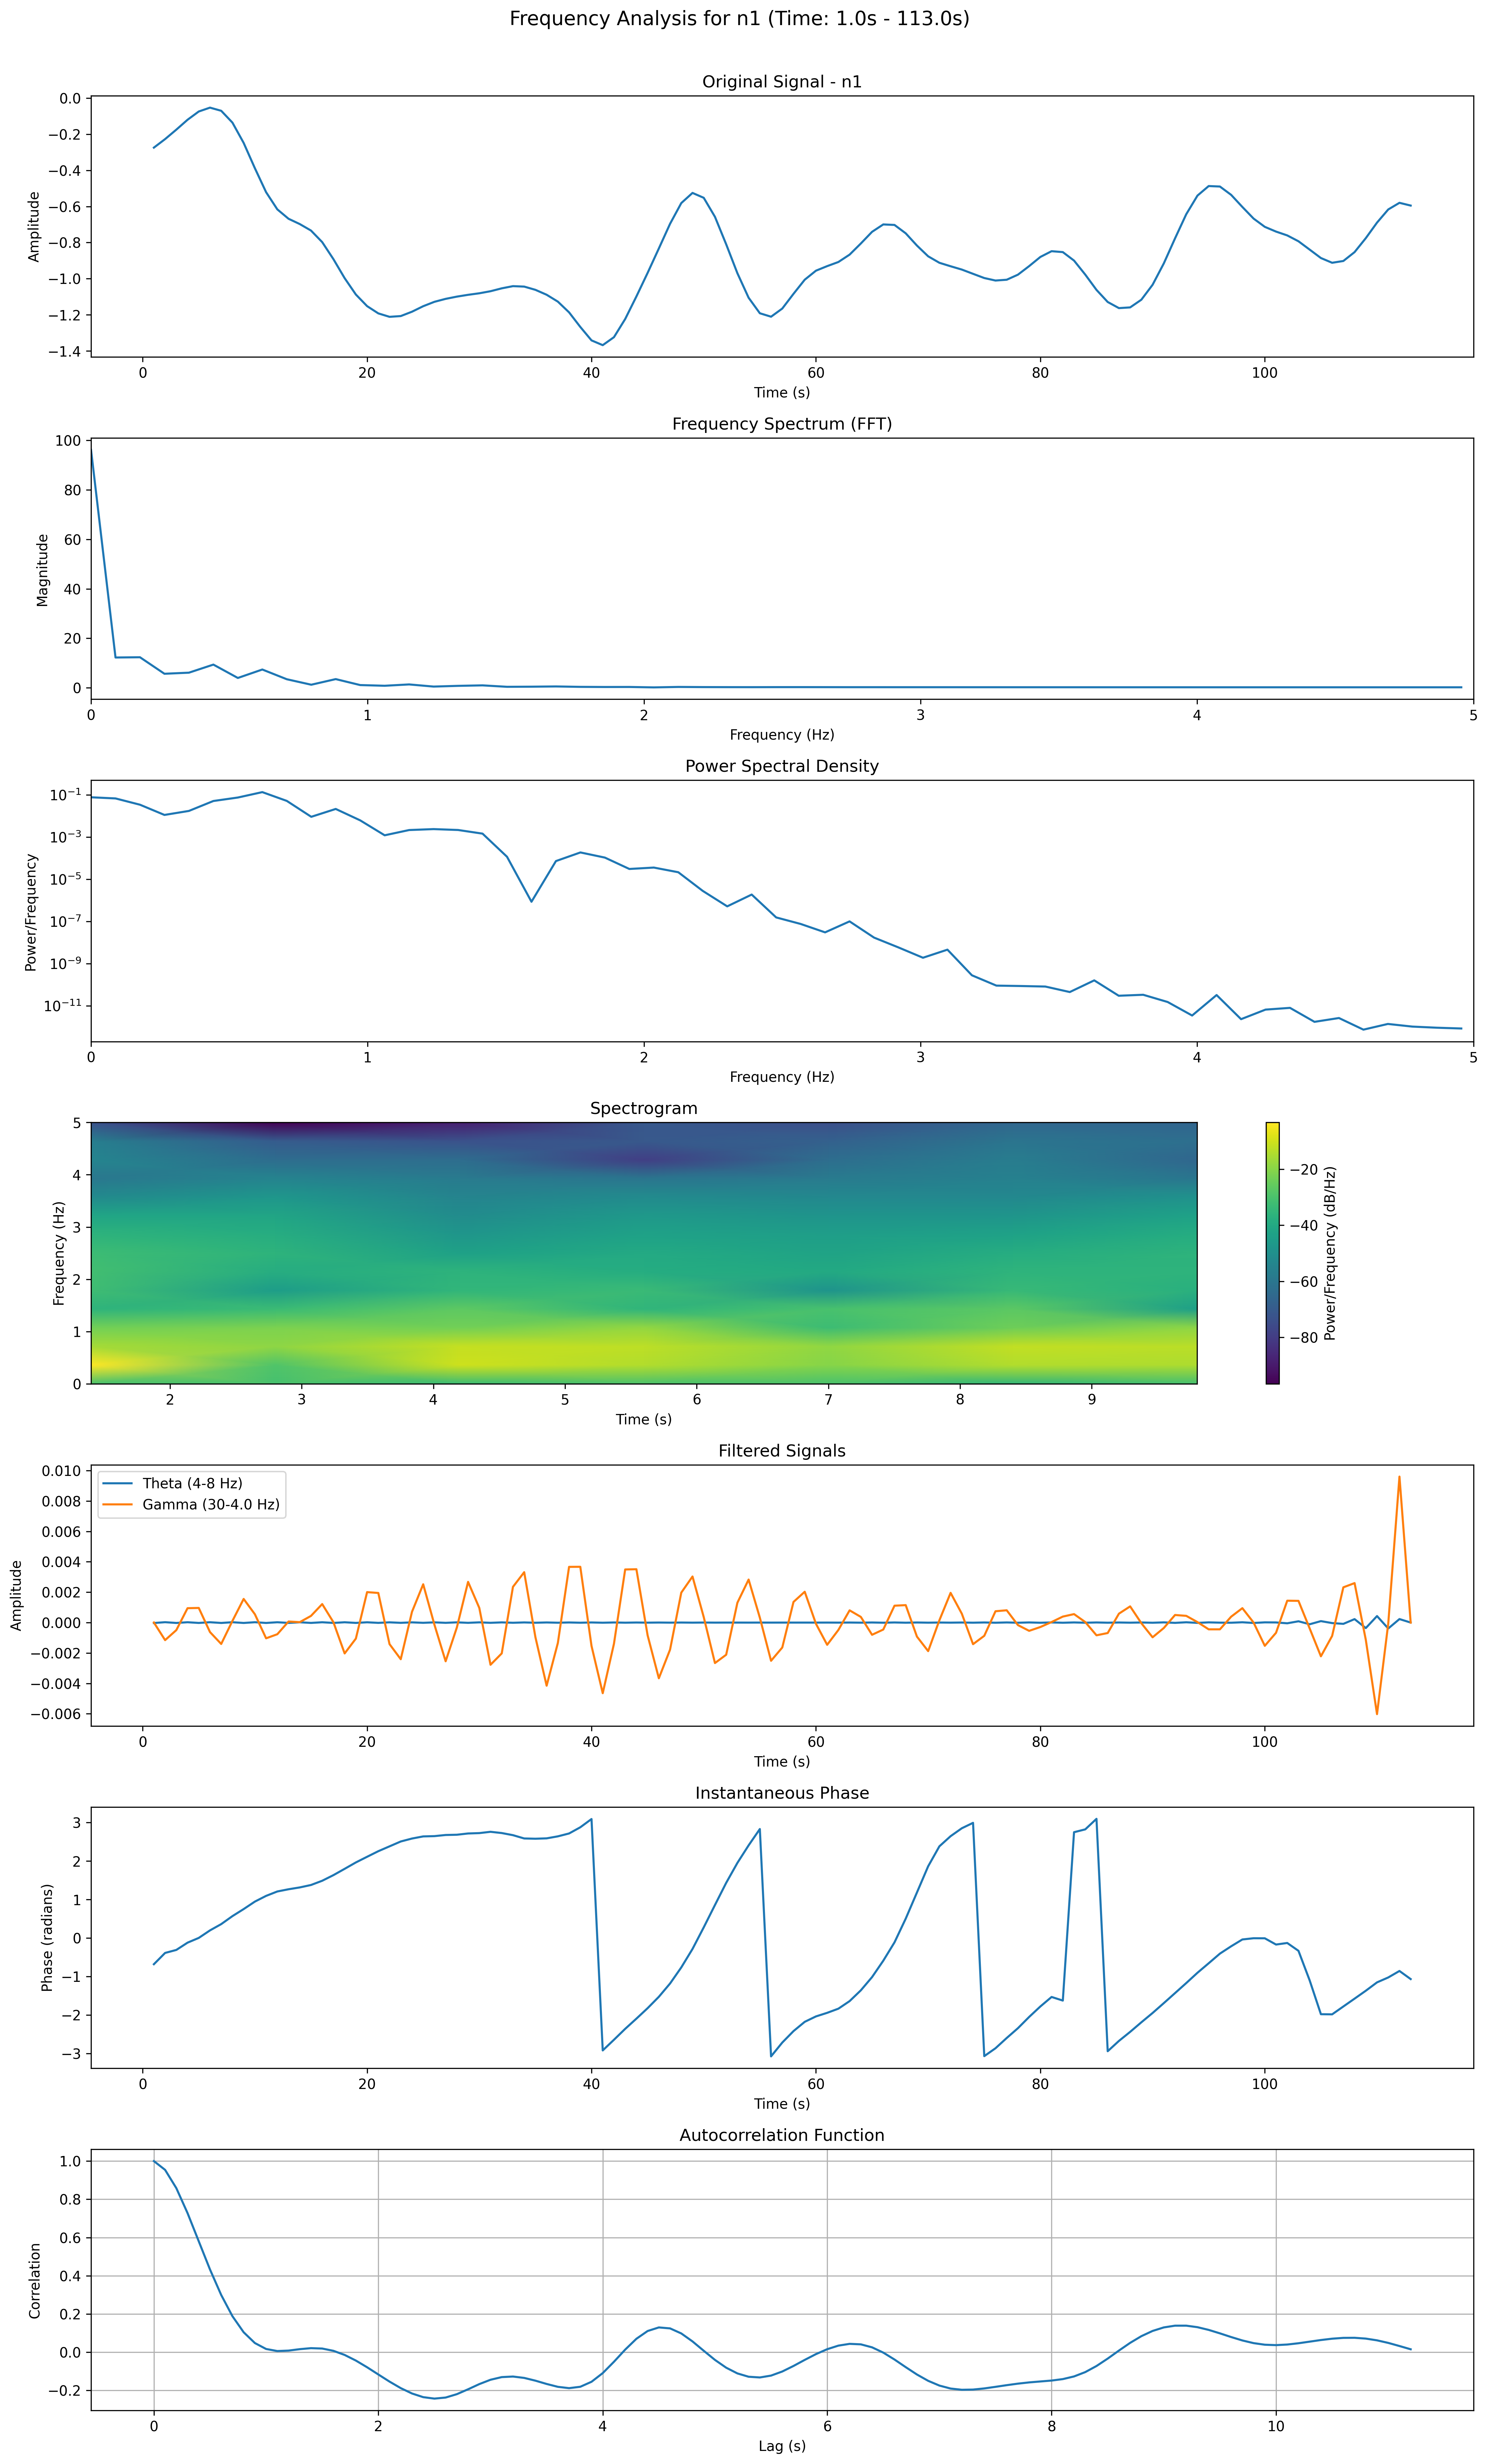 Frequency Analysis for n1 (Time: 1.0s - 113.0s)
Original Signal - n1
Amplitude
0.0
−0.2
−0.4
−0.6
−0.8
−1.0
−1.2
−1.4
0 20 40 60 80 100
Time (s)
Frequency Spectrum (FFT)
Magnitude
100
80
60
40
20
0
0 1 2 3 4 5
Frequency (Hz)
Power Spectral Density
Power/Frequency
10⁻¹
10⁻³
10⁻⁵
10⁻⁷
10⁻⁹
10⁻¹¹
0 1 2 3 4 5
Frequency (Hz)
Spectrogram
Frequency (Hz)
5
4
3
2
1
0
2 3 4 5 6 7 8 9
Time (s)
−20
−40
−60
−80
Power/Frequency (dB/Hz)
Filtered Signals
Theta (4-8 Hz)
Gamma (30-4.0 Hz)
Amplitude
0.010
0.008
0.006
0.004
0.002
0.000
−0.002
−0.004
−0.006
0 20 40 60 80 100
Time (s)
Instantaneous Phase
Phase (radians)
3
2
1
0
−1
−2
−3
0 20 40 60 80 100
Time (s)
Autocorrelation Function
Correlation
1.0
0.8
0.6
0.4
0.2
0.0
−0.2
0 2 4 6 8 10
Lag (s)